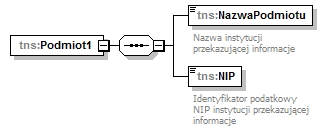 tns:NazwaPodmiotu
Nazwa instytucji
przekazującej informacje
tns:Podmiot1
tns:NIP
Identyfikator podatkowy
NIP instytucji przekazującej
informacje